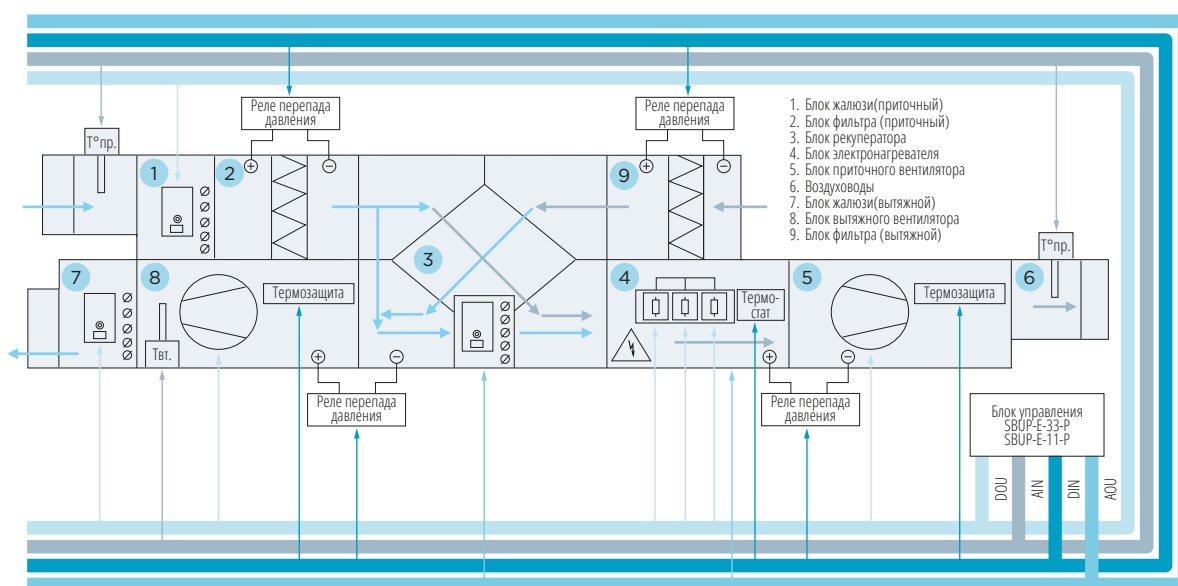 Реле перепада
давления
Реле перепада
давления
1. Блок жалюзи(приточный)
2. Блок фильтра (приточный)
3. Блок рекуператора
4. Блок электронагревателя
5. Блок приточного вентилятора
6. Воздуховоды
7. Блок жалюзи(вытяжной)
8. Блок вытяжного вентилятора
9. Блок фильтра (вытяжной)
T°пр.
1
2
9
T°пр.
3
7
8
Термозащита
Tвт.
4
Термо-
стат
5
Термозащита
6
Реле перепада
давления
Реле перепада
давления
Блок управления
SBUP-E-33-P
SBUP-E-11-P
DOU
AIN
DIN
AOU